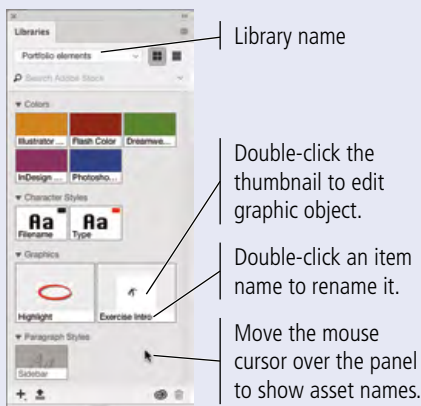 Libraries
Portfolio elements
Search Adobe Stock
Colors
Illustrator ... Flash Color Dreamwe...
InDesign ... Photosho...
Character Styles
Aa Aa
Filename Type
Graphics
Highlight Exercise Intro
Paragraph Styles
Aa
Sidebar
Library name
Double-click the
thumbnail to edit
graphic object.
Double-click an item
name to rename it.
Move the mouse
cursor over the panel
to show asset names.